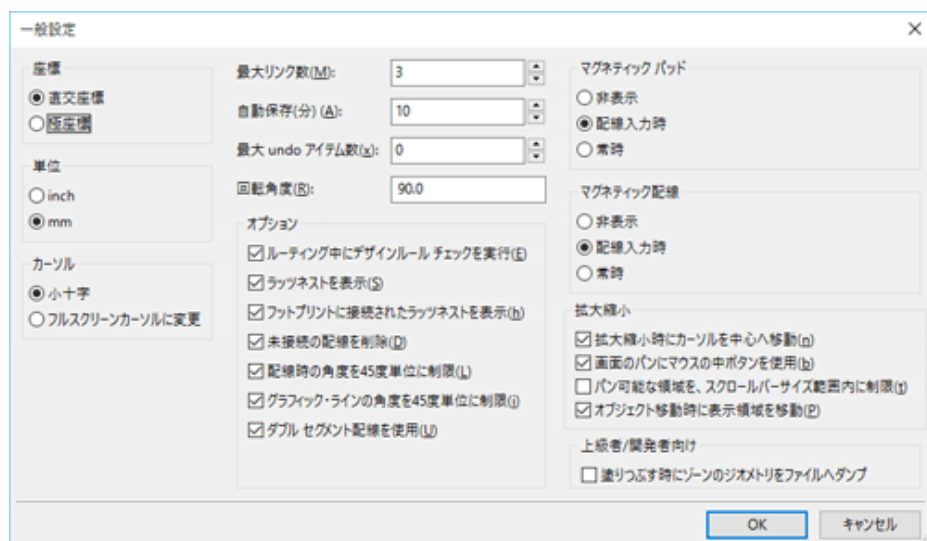 一般設定
座標
直交座標
極座標
単位
inch
mm
カーソル
小十字
フルスクリーンカーソルに変更
最大リンク数(M):
3
自動保存(分) (A):
10
最大 undo アイテム数(x):
0
回転角度(R):
90.0
オプション
ルーティング中にデザインルール チェックを実行(E)
ラッツネストを表示(S)
フットプリントに接続されたラッツネストを表示(h)
未接続の配線を削除(D)
配線時の角度を45度単位に制限(L)
グラフィック・ラインの角度を45度単位に制限(i)
ダブル セグメント配線を使用(U)
マグネティック パッド
非表示
配線入力時
常時
マグネティック配線
非表示
配線入力時
常時
拡大縮小
拡大縮小時にカーソルを中心へ移動(n)
画面のパンにマウスの中ボタンを使用(b)
パン可能な領域を、スクロールバーサイズ範囲内に制限(t)
オブジェクト移動時に表示領域を移動(P)
上級者/開発者向け
塗りつぶす時にゾーンのジオメトリをファイルへダンプ
OK
キャンセル